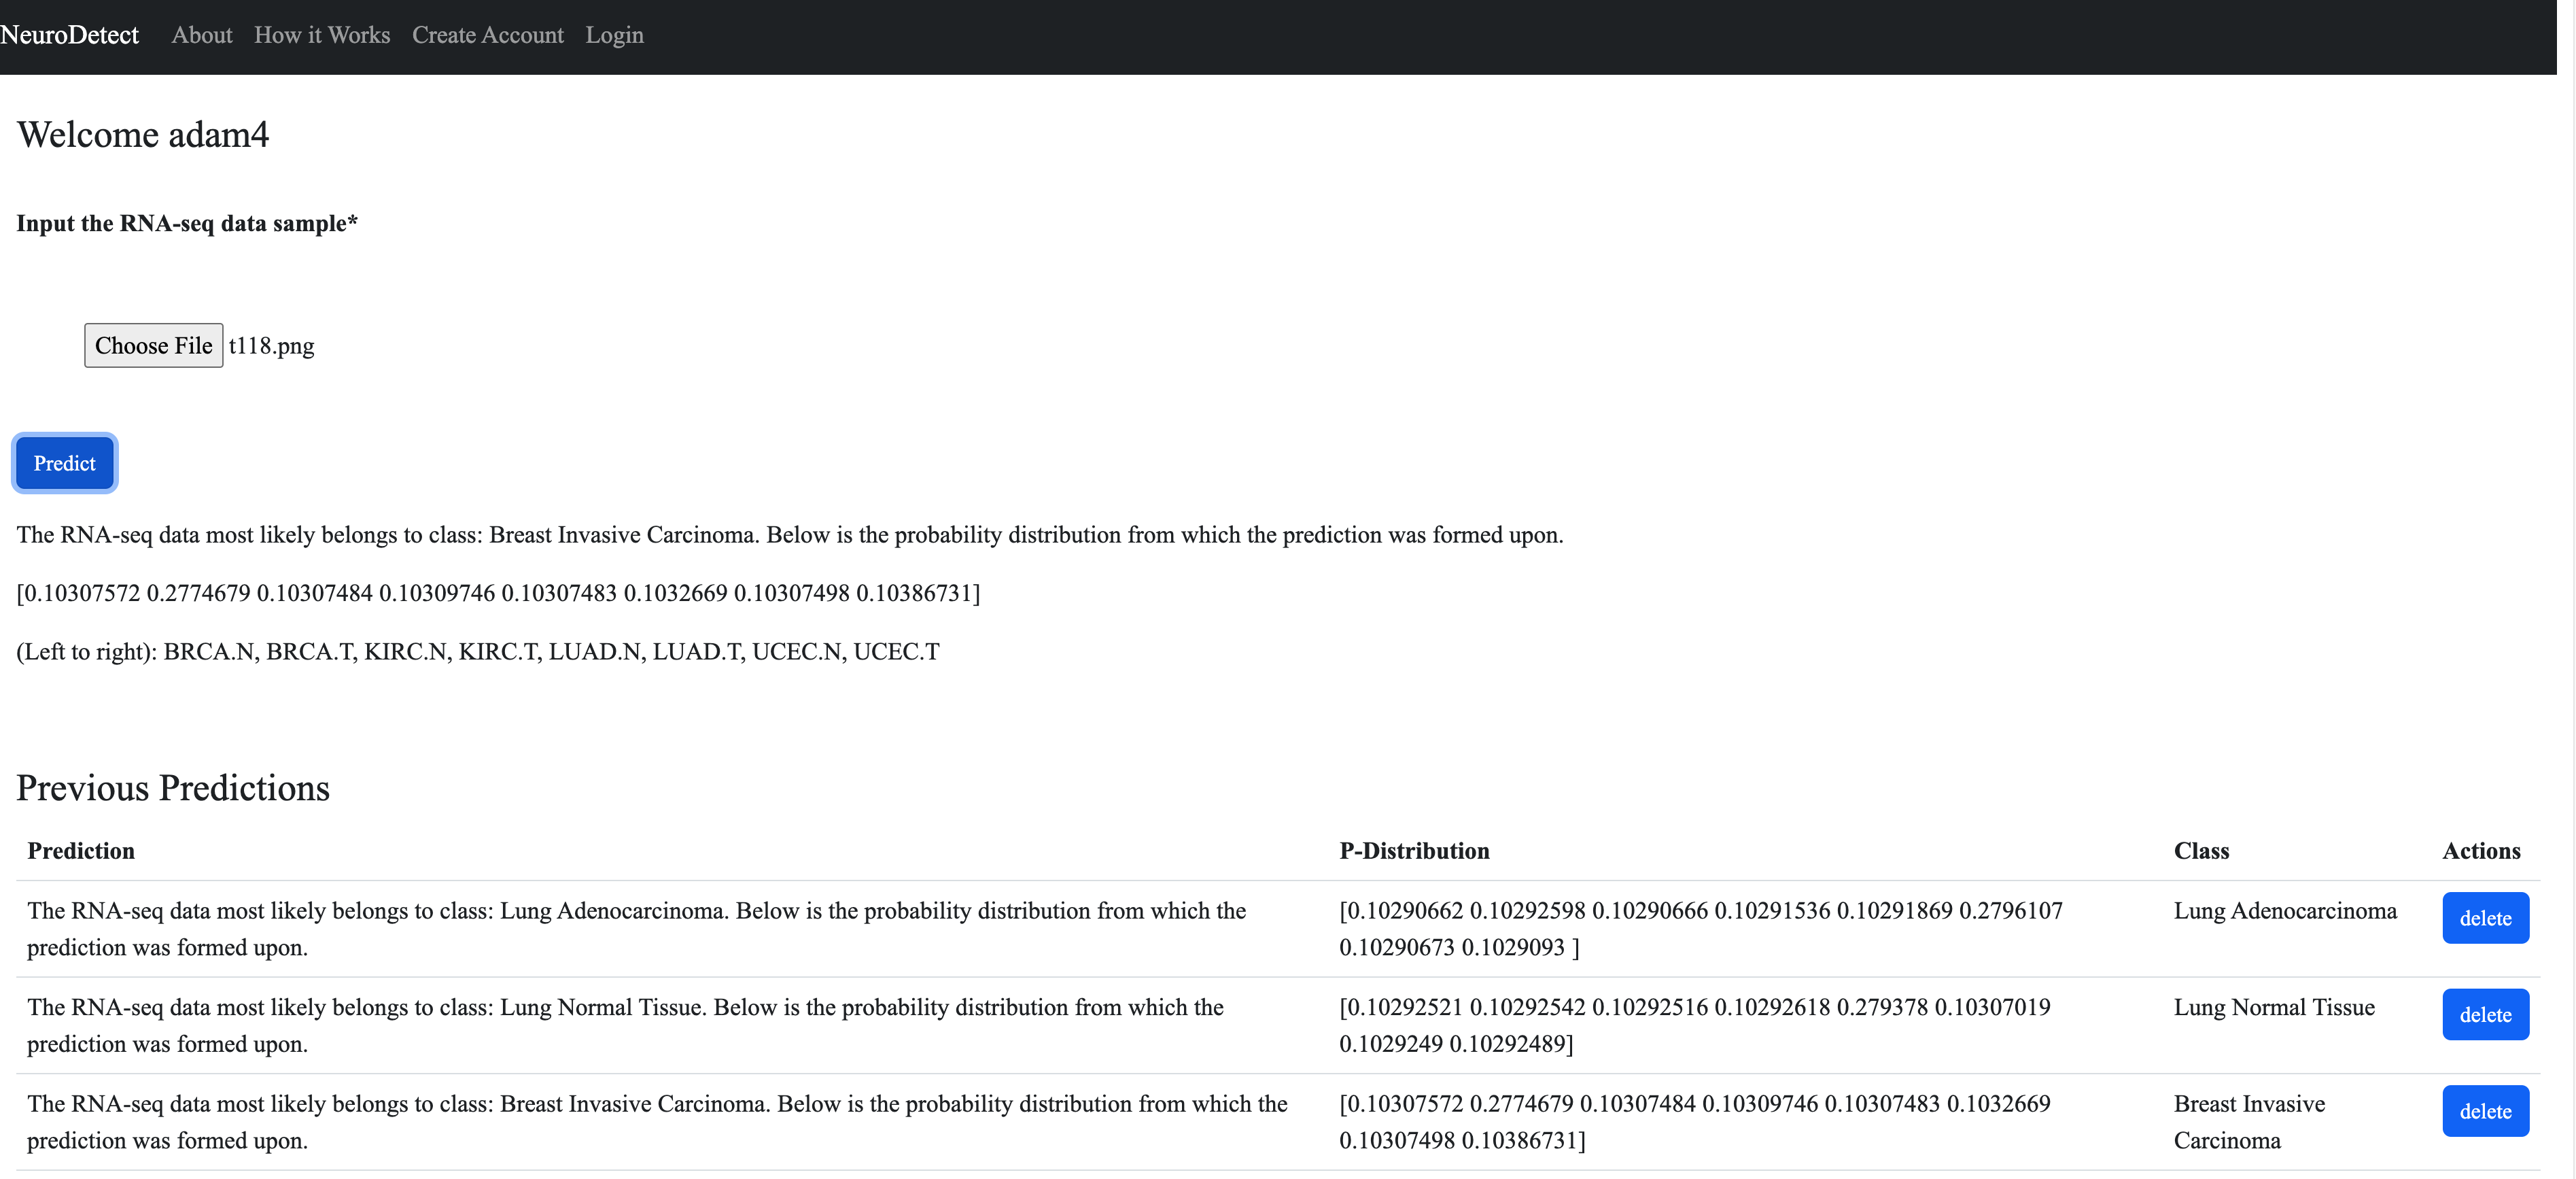 NeuroDetect About How it Works Create Account Login
Welcome adam4
Input the RNA-seq data sample*
Choose File t118.png
Predict
The RNA-seq data most likely belongs to class: Breast Invasive Carcinoma. Below is the probability distribution from which the prediction was formed upon.
[0.10307572 0.2774679 0.10307484 0.10309746 0.10307483 0.1032669 0.10307498 0.10386731]
(Left to right): BRCA.N, BRCA.T, KIRC.N, KIRC.T, LUAD.N, LUAD.T, UCEC.N, UCEC.T
Previous Predictions
Prediction P-Distribution Class Actions
The RNA-seq data most likely belongs to class: Lung Adenocarcinoma. Below is the probability distribution from which the
prediction was formed upon.
[0.10290662 0.10292598 0.10290666 0.10291536 0.10291869 0.2796107
0.10290673 0.1029093 ]
Lung Adenocarcinoma
delete
The RNA-seq data most likely belongs to class: Lung Normal Tissue. Below is the probability distribution from which the
prediction was formed upon.
[0.10292521 0.10292542 0.10292516 0.10292618 0.279378 0.10307019
0.1029249 0.10292489]
Lung Normal Tissue
delete
The RNA-seq data most likely belongs to class: Breast Invasive Carcinoma. Below is the probability distribution from which the
prediction was formed upon.
[0.10307572 0.2774679 0.10307484 0.10309746 0.10307483 0.1032669
0.10307498 0.10386731]
Breast Invasive
Carcinoma
delete